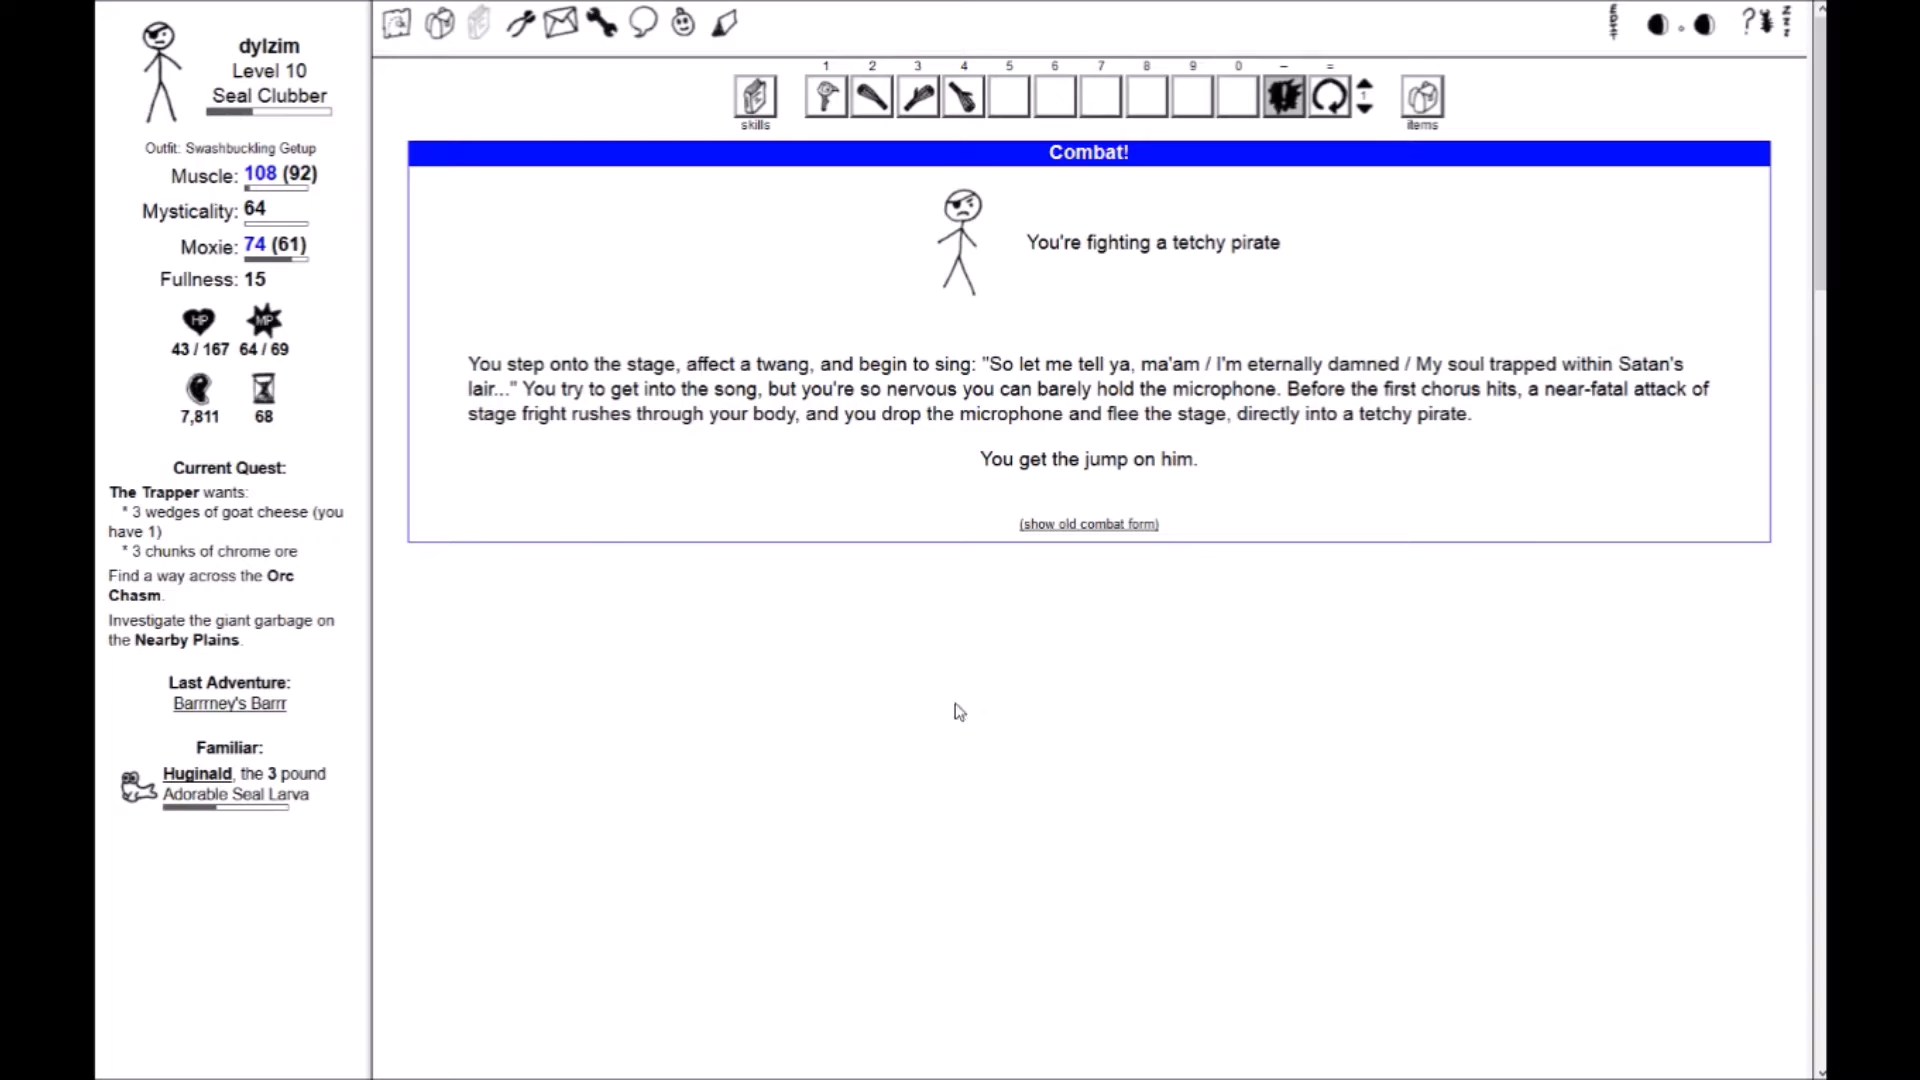 dylzim
Level 10
Seal Clubber
Outfit: Swashbuckling Getup
Muscle: 108 (92)
Mysticality: 64
Moxie: 74 (61)
Fullness: 15
HP MP
43 / 167 64 / 69
7,811 68
Current Quest:
The Trapper wants:
* 3 wedges of goat cheese (you
have 1)
* 3 chunks of chrome ore
Find a way across the Orc
Chasm.
Investigate the giant garbage on
the Nearby Plains.
Last Adventure:
Barrrney's Barrr
Familiar:
Huginald, the 3 pound
Adorable Seal Larva
1 2 3 4 5 6 7 8 9 0 - =
1
skills items
Combat!
You're fighting a tetchy pirate
You step onto the stage, affect a twang, and begin to sing: "So let me tell ya, ma'am / I'm eternally damned / My soul trapped within Satan's
lair..." You try to get into the song, but you're so nervous you can barely hold the microphone. Before the first chorus hits, a near-fatal attack of
stage fright rushes through your body, and you drop the microphone and flee the stage, directly into a tetchy pirate.
You get the jump on him.
(show old combat form)